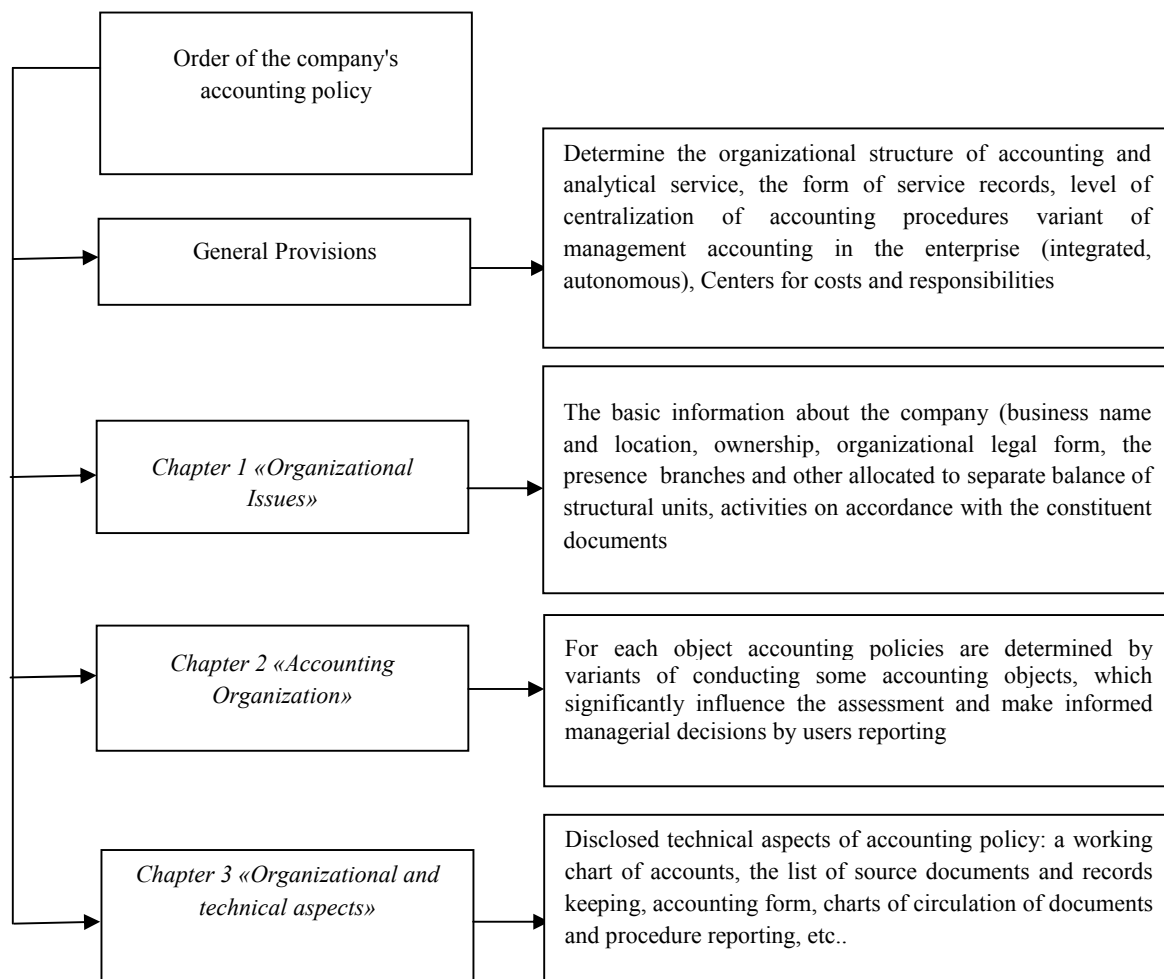 Order of the company's
accounting policy
General Provisions
Determine the organizational structure of accounting and
analytical service, the form of service records, level of
centralization of accounting procedures variant of
management accounting in the enterprise (integrated,
autonomous), Centers for costs and responsibilities
Chapter 1 «Organizational
Issues»
The basic information about the company (business name
and location, ownership, organizational legal form, the
presence branches and other allocated to separate balance of
structural units, activities on accordance with the constituent
documents
Chapter 2 «Accounting
Organization»
For each object accounting policies are determined by
variants of conducting some accounting objects, which
significantly influence the assessment and make informed
managerial decisions by users reporting
Chapter 3 «Organizational and
technical aspects»
Disclosed technical aspects of accounting policy: a working
chart of accounts, the list of source documents and records
keeping, accounting form, charts of circulation of documents
and procedure reporting, etc..